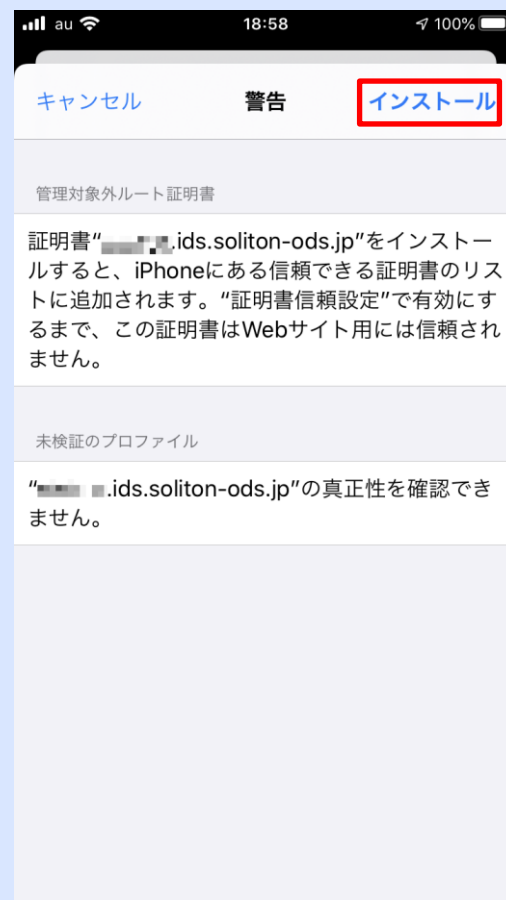 au 18:58 100%
キャンセル 警告 インストール
管理対象外ルート証明書
証明書“.ids.soliton-ods.jp”をインストー
ルすると、iPhoneにある信頼できる証明書のリス
トに追加されます。“証明書信頼設定”で有効にす
るまで、この証明書はWebサイト用には信頼され
ません。
未検証のプロファイル
“.ids.soliton-ods.jp”の真正性を確認でき
ません。